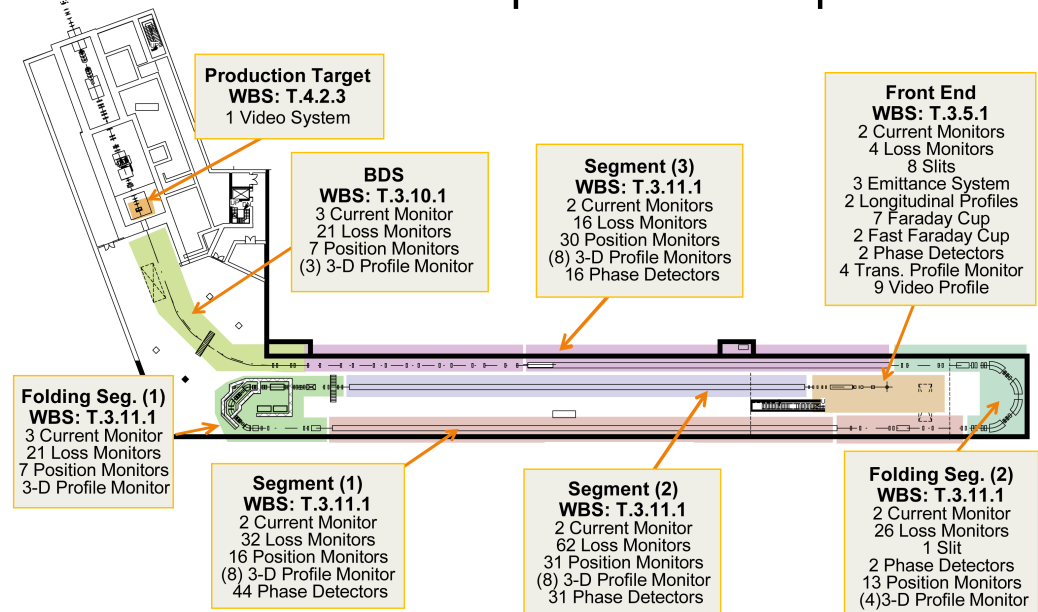 Production Target
WBS: T.4.2.3
1 Video System
BDS
WBS: T.3.10.1
3 Current Monitor
21 Loss Monitors
7 Position Monitors
(3) 3-D Profile Monitor
Segment (3)
WBS: T.3.11.1
2 Current Monitors
16 Loss Monitors
30 Position Monitors
(8) 3-D Profile Monitors
16 Phase Detectors
Front End
WBS: T.3.5.1
2 Current Monitors
4 Loss Monitors
8 Slits
3 Emittance System
2 Longitudinal Profiles
7 Faraday Cup
2 Fast Faraday Cup
2 Phase Detectors
4 Trans. Profile Monitor
9 Video Profile
Folding Seg. (1)
WBS: T.3.11.1
3 Current Monitor
21 Loss Monitors
7 Position Monitors
3-D Profile Monitor
Segment (1)
WBS: T.3.11.1
2 Current Monitor
32 Loss Monitors
16 Position Monitors
(8) 3-D Profile Monitor
44 Phase Detectors
Segment (2)
WBS: T.3.11.1
2 Current Monitor
62 Loss Monitors
31 Position Monitors
(8) 3-D Profile Monitor
31 Phase Detectors
Folding Seg. (2)
WBS: T.3.11.1
2 Current Monitor
26 Loss Monitors
1 Slit
2 Phase Detectors
13 Position Monitors
(4)3-D Profile Monitor